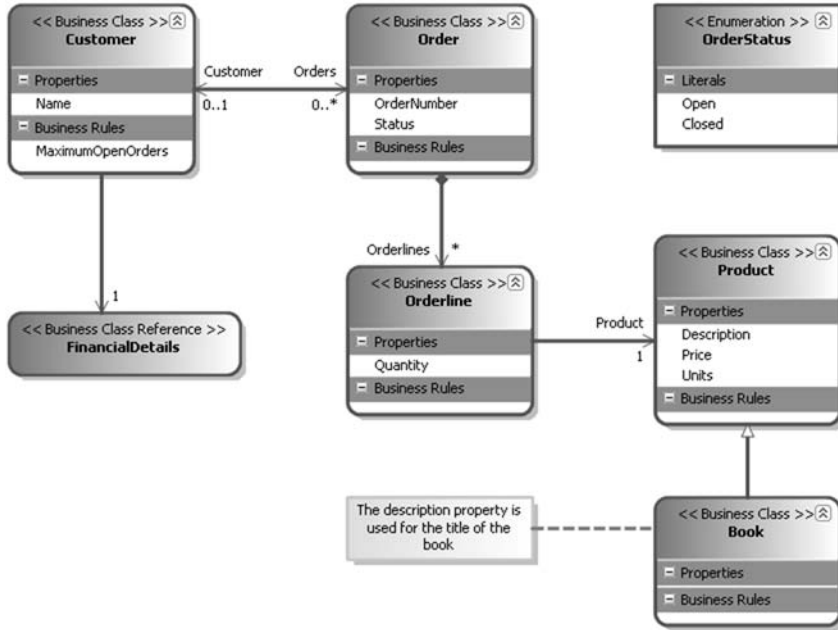 << Business Class >>
Customer
Properties
Name
Business Rules
MaximumOpenOrders
Customer
0..1
Orders
0..*
<< Business Class >>
Order
Properties
OrderNumber
Status
Business Rules
<< Enumeration >>
OrderStatus
Literals
Open
Closed
1
<< Business Class Reference >>
FinancialDetails
Orderlines
*
<< Business Class >>
Orderline
Properties
Quantity
Business Rules
Product
1
<< Business Class >>
Product
Properties
Description
Price
Units
Business Rules
The description property is
used for the title of the
book
<< Business Class >>
Book
Properties
Business Rules